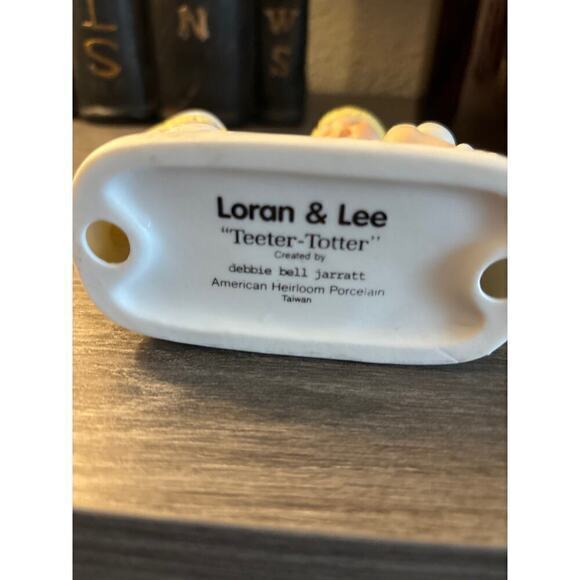 L N W
S S
Loran & Lee
"Teeter-Totter"
Created by
debbie bell jarratt
American Heirloom Porcelain
Taiwan